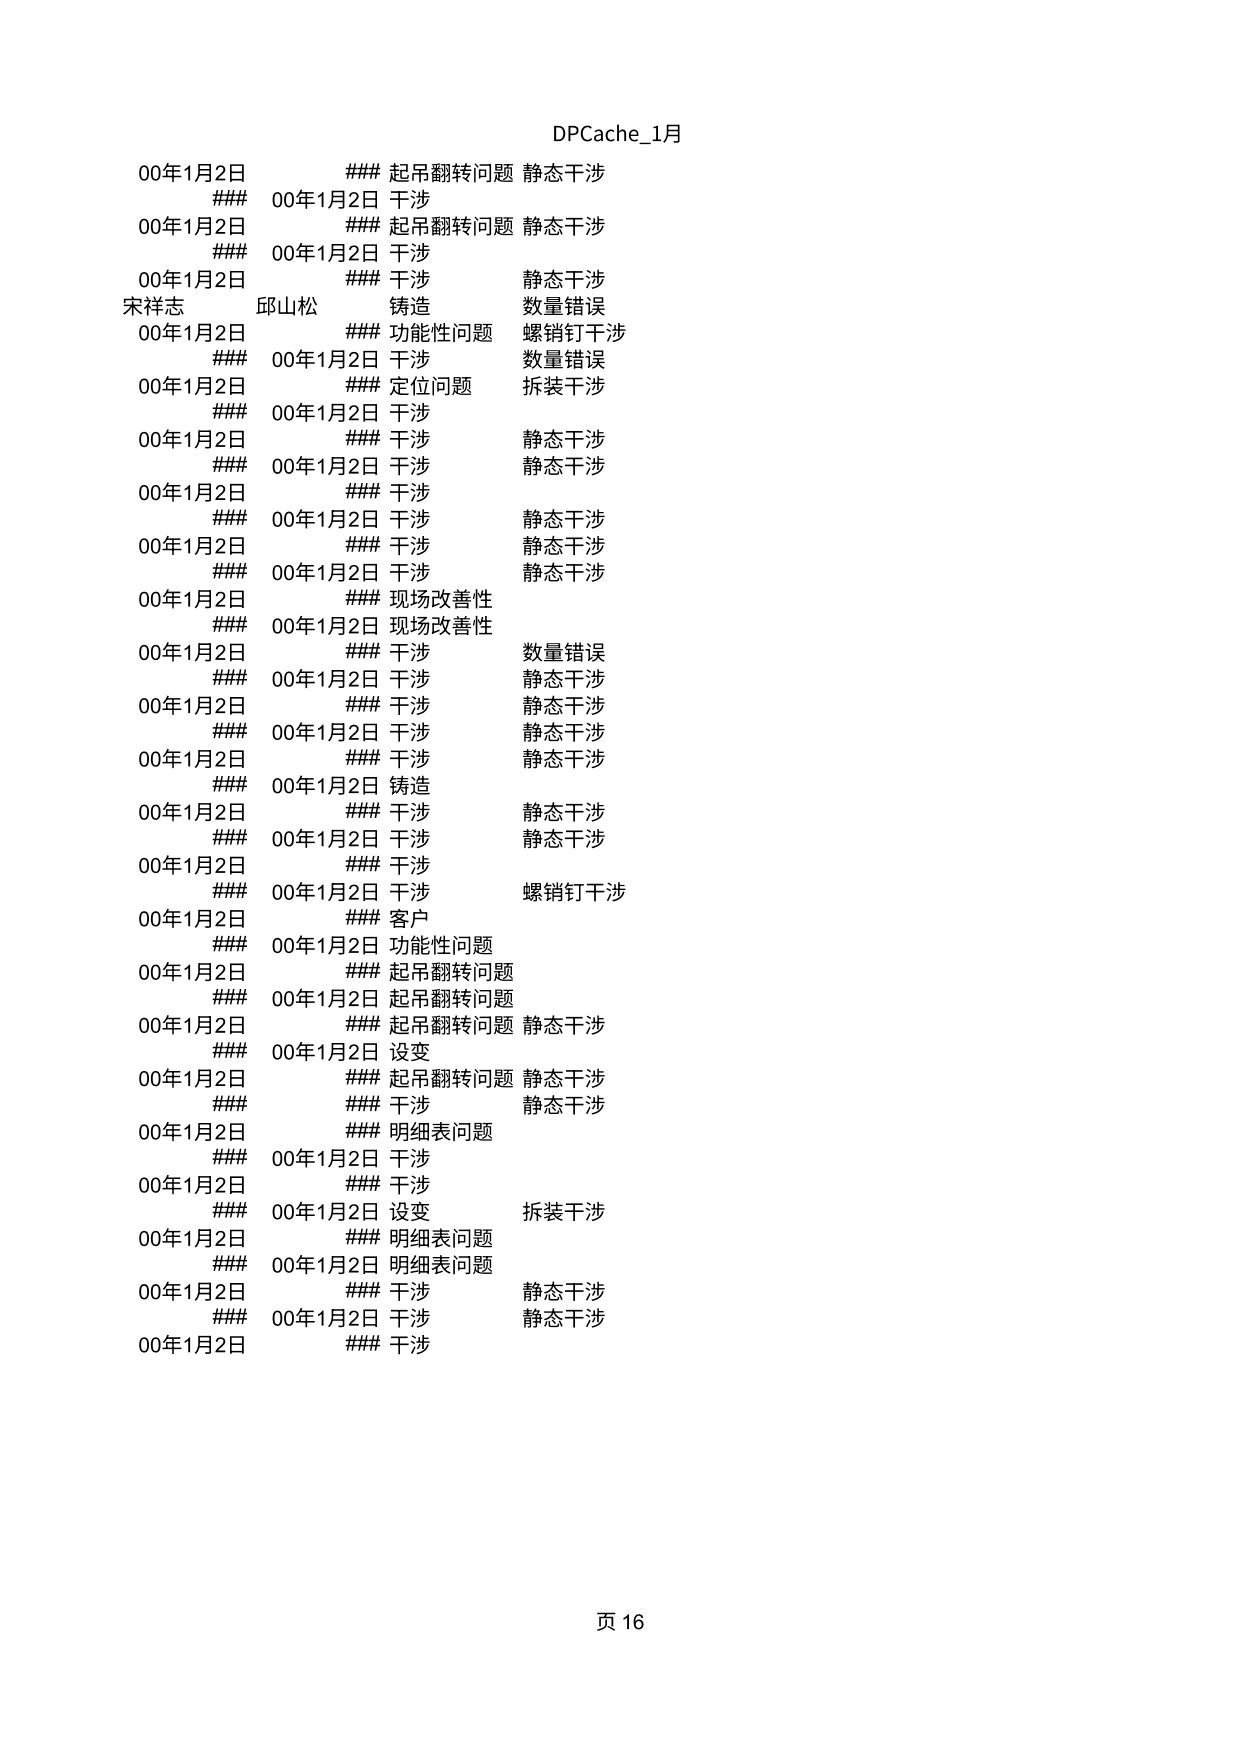 DPCache_1月
00年1月2日 ### 起吊翻转问题 静态干涉
### 00年1月2日 干涉
00年1月2日 ### 起吊翻转问题 静态干涉
### 00年1月2日 干涉
00年1月2日 ### 干涉 静态干涉
宋祥志 邱山松 铸造 数量错误
00年1月2日 ### 功能性问题 螺销钉干涉
### 00年1月2日 干涉 数量错误
00年1月2日 ### 定位问题 拆装干涉
### 00年1月2日 干涉
00年1月2日 ### 干涉 静态干涉
### 00年1月2日 干涉 静态干涉
00年1月2日 ### 干涉
### 00年1月2日 干涉 静态干涉
00年1月2日 ### 干涉 静态干涉
### 00年1月2日 干涉 静态干涉
00年1月2日 ### 现场改善性
### 00年1月2日 现场改善性
00年1月2日 ### 干涉 数量错误
### 00年1月2日 干涉 静态干涉
00年1月2日 ### 干涉 静态干涉
### 00年1月2日 干涉 静态干涉
00年1月2日 ### 干涉 静态干涉
### 00年1月2日 铸造
00年1月2日 ### 干涉 静态干涉
### 00年1月2日 干涉 静态干涉
00年1月2日 ### 干涉
### 00年1月2日 干涉 螺销钉干涉
00年1月2日 ### 客户
### 00年1月2日 功能性问题
00年1月2日 ### 起吊翻转问题
### 00年1月2日 起吊翻转问题
00年1月2日 ### 起吊翻转问题 静态干涉
### 00年1月2日 设变
00年1月2日 ### 起吊翻转问题 静态干涉
### ### 干涉 静态干涉
00年1月2日 ### 明细表问题
### 00年1月2日 干涉
00年1月2日 ### 干涉
### 00年1月2日 设变 拆装干涉
00年1月2日 ### 明细表问题
### 00年1月2日 明细表问题
00年1月2日 ### 干涉 静态干涉
### 00年1月2日 干涉 静态干涉
00年1月2日 ### 干涉
页 16